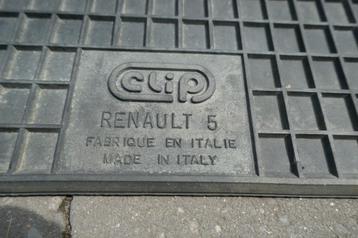 CLIP
RENAULT 5
FABRIQUE EN ITALIE
MADE IN ITALY